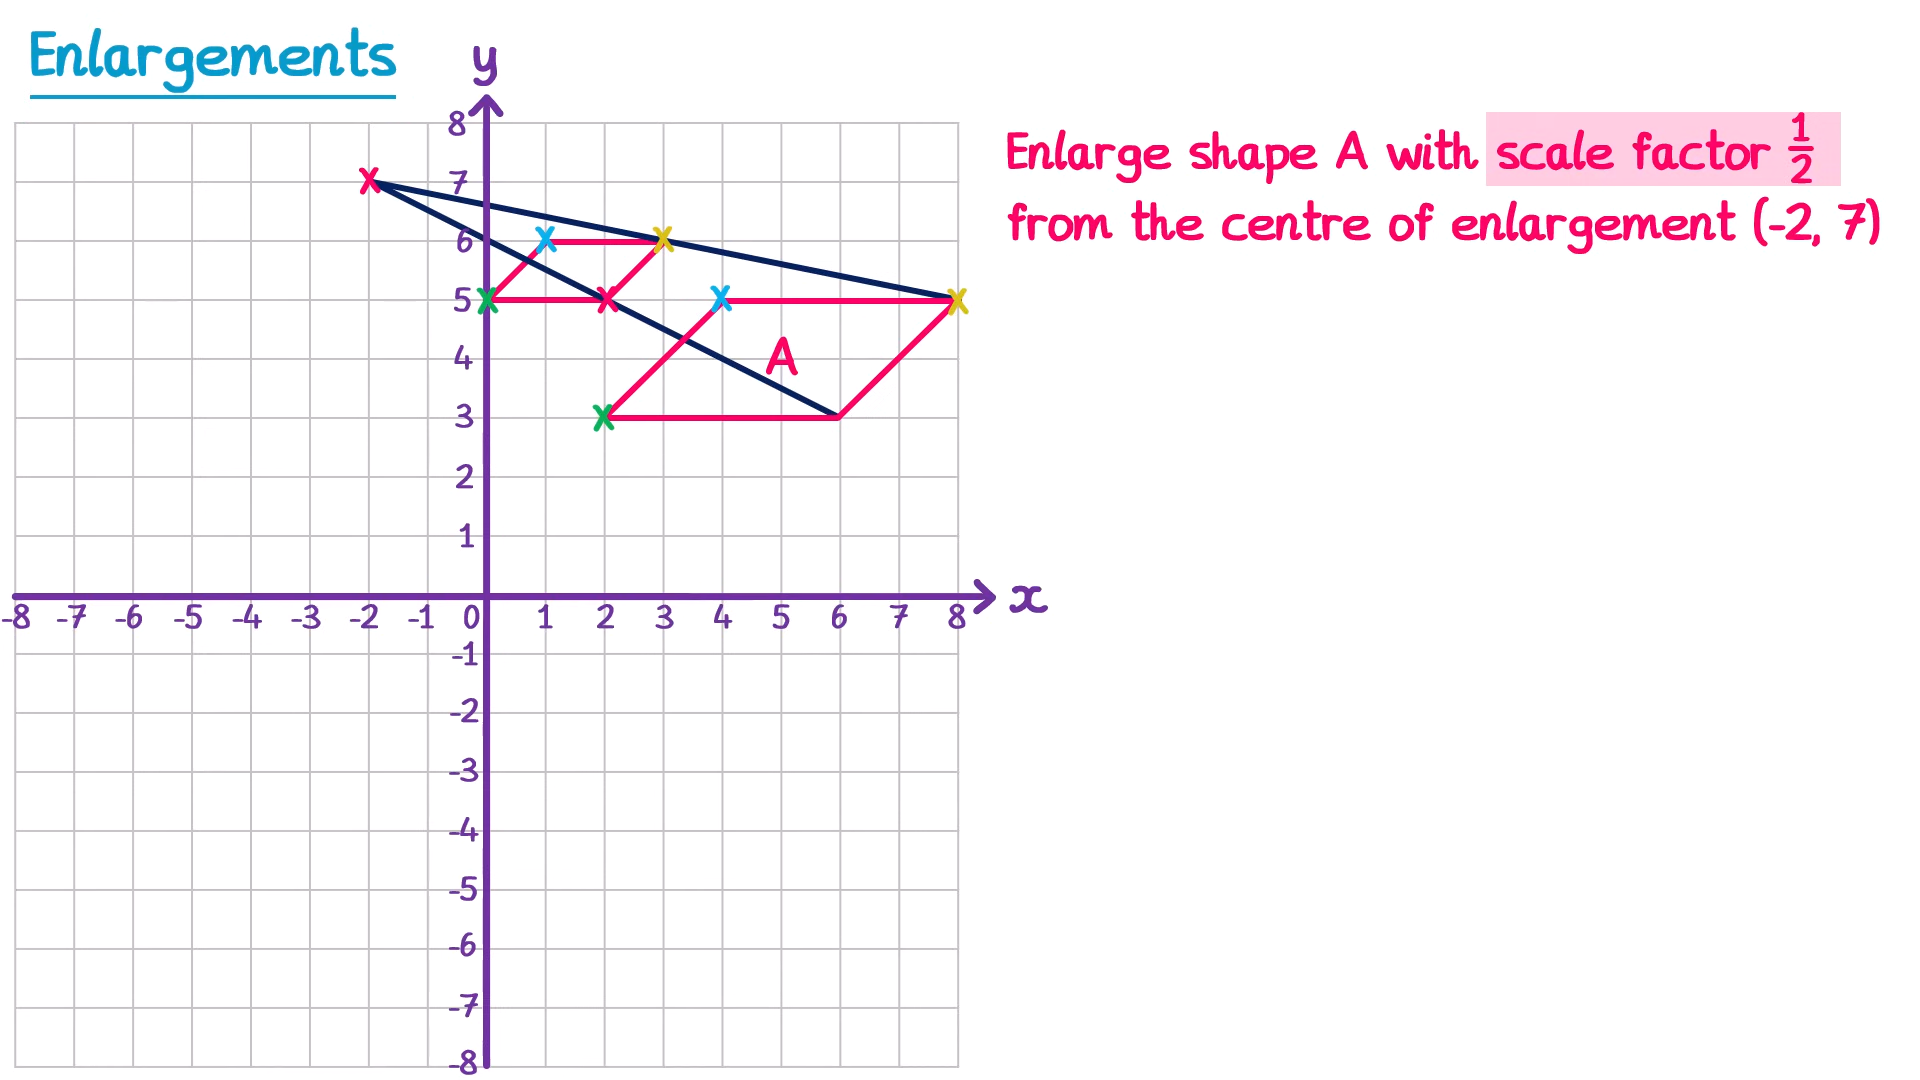 Enlargements
y
Enlarge shape A with scale factor 1/2
from the centre of enlargement (-2, 7)
8
7
6
5
4
A
3
2
1
-8 -7 -6 -5 -4 -3 -2 -1 0 1 2 3 4 5 6 7 8 x
-1
-2
-3
-4
-5
-6
-7
-8